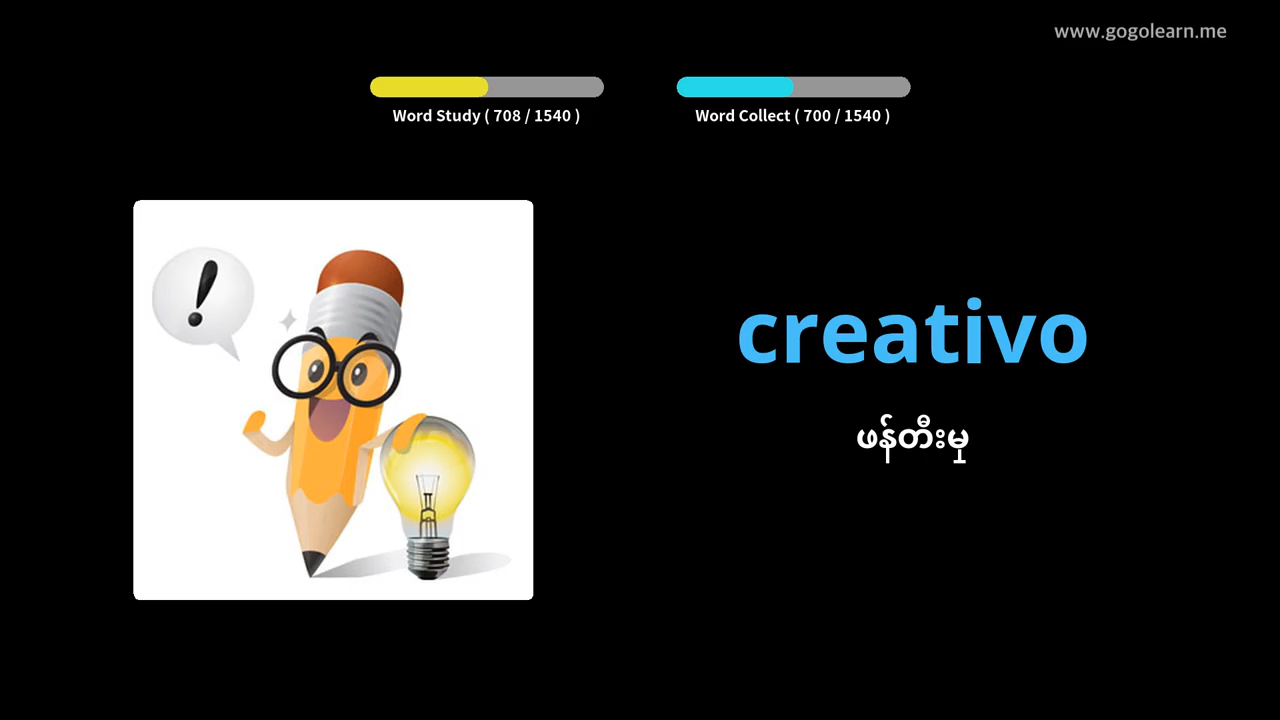 www.gogolearn.me
Word Study ( 708 / 1540 )
Word Collect ( 700 / 1540 )
!
creativo
ဖန်တီးမှု